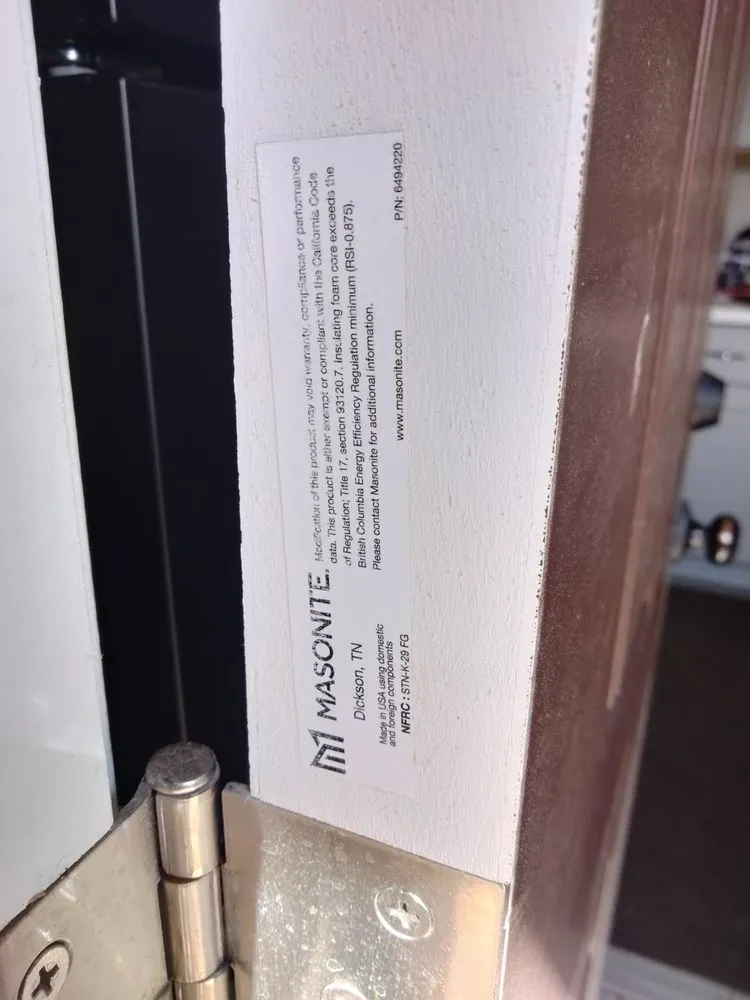 MASONITE.
Dickson, TN
Made in USA using domestic
and foreign components
NFRC : STN-K-29 FG
Modification of this product may void warranty, compliance or performance
data. This product is either exempt or compliant with the California Code
of Regulation; Title 17, section 93120.7. Insulating foam core exceeds the
British Columbia Energy Efficiency Regulation minimum (RSI-0.875).
Please contact Masonite for additional information.
www.masonite.com
P/N: 6494220